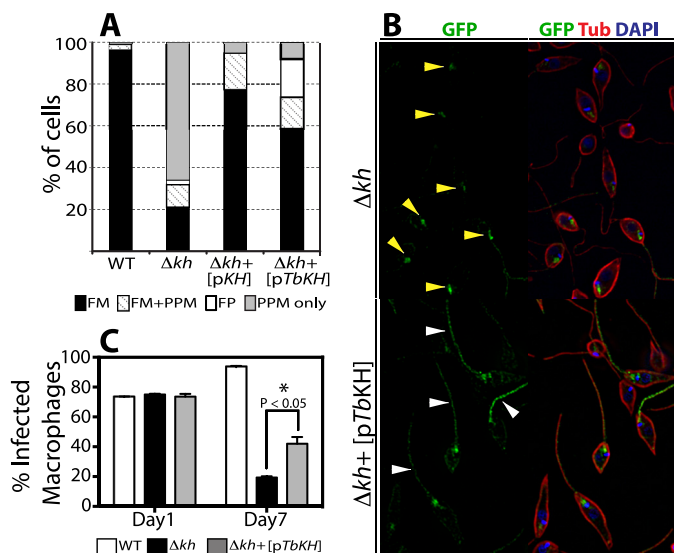 A
% of cells
100
80
60
40
20
WT
Δkh
Δkh+
[pKH]
Δkh+
[pTbKH]
FM
FM+PPM
FP
PPM only
B
GFP
GFP Tub DAPI
Δkh
Δkh+ [pTbKH]
C
% Infected
Macrophages
100
80
60
40
20
0
*
P < 0.05
Day1
Day7
WT
Δkh
Δkh+[pTbKH]